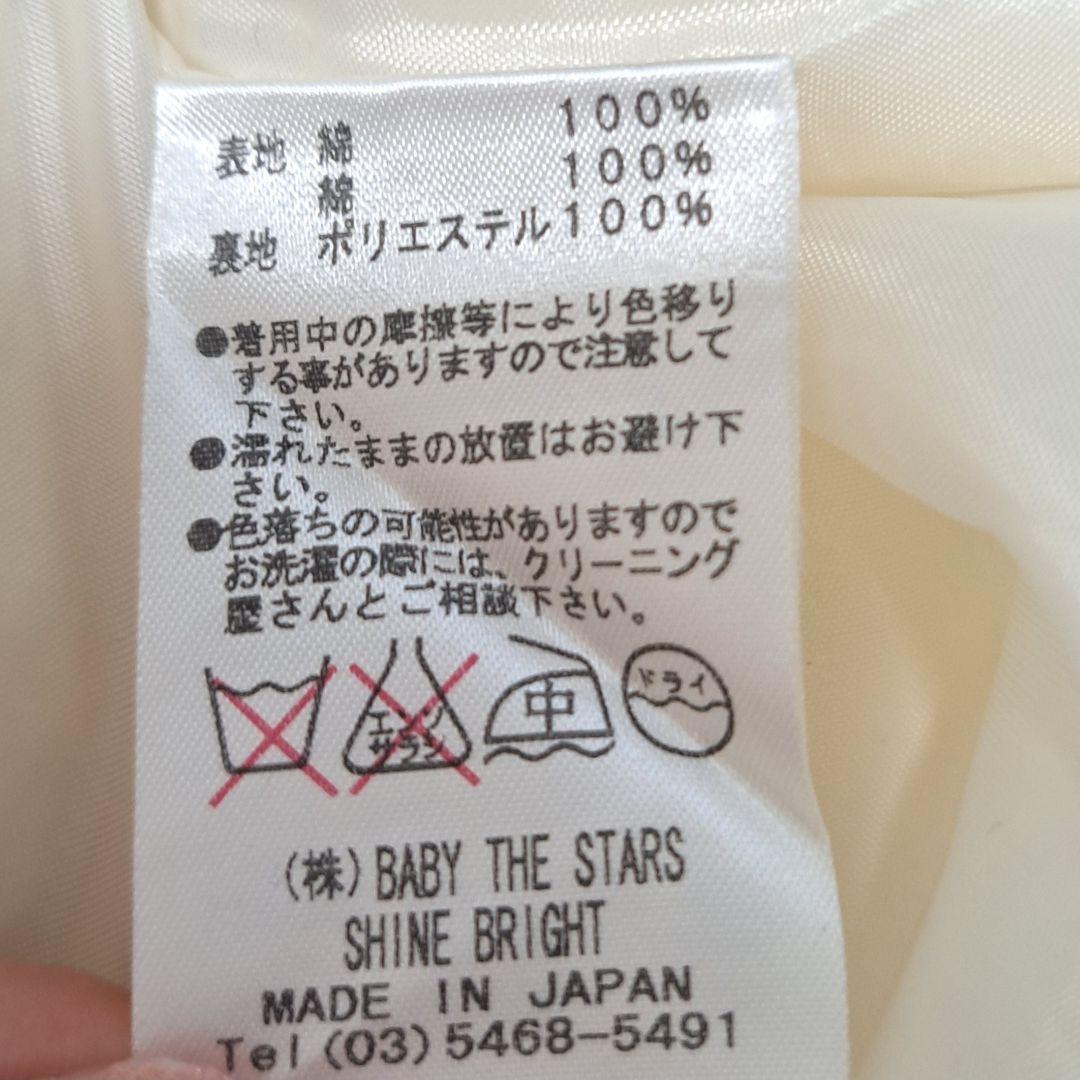 表地 綿 100%
綿 100%
裏地 ポリエステル 100%
●着用中の摩擦等により色移り
する事がありますので注意して
下さい。
●濡れたままの放置はお避け下
さい。
●色落ちの可能性がありますので
お洗濯の際には、クリーニング
屋さんとご相談下さい。
エンソ
サラシ
中
ドライ
(株)BABY THE STARS
SHINE BRIGHT
MADE IN JAPAN
Tel (03)5468-5491